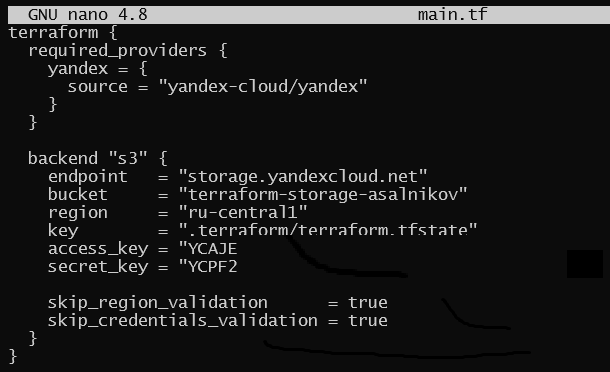 GNU nano 4.8 main.tf
terraform {
  required_providers {
    yandex = {
      source = "yandex-cloud/yandex"
    }
  }

  backend "s3" {
    endpoint   = "storage.yandexcloud.net"
    bucket     = "terraform-storage-asalnikov"
    region     = "ru-central1"
    key        = ".terraform/terraform.tfstate"
    access_key = "YCAJE
    secret_key = "YCPF2

    skip_region_validation      = true
    skip_credentials_validation = true
  }
}